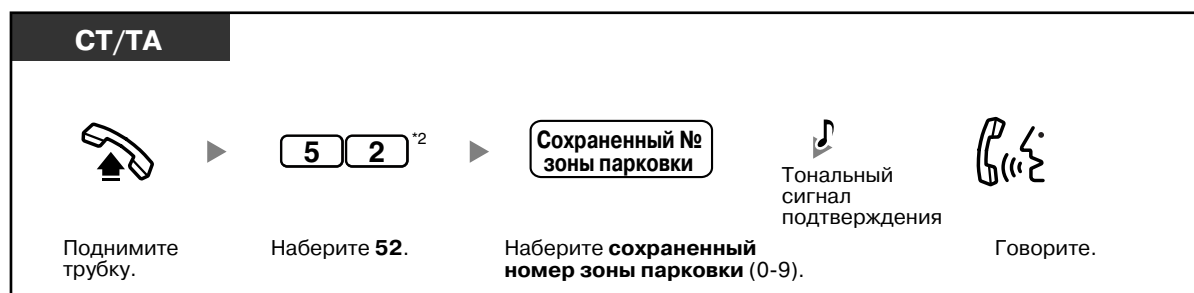 СТ/ТА
5 2 *2
Сохраненный №
зоны парковки
Тональный
сигнал
подтверждения
Поднимите
трубку.
Наберите 52.
Наберите сохраненный
номер зоны парковки (0-9).
Говорите.